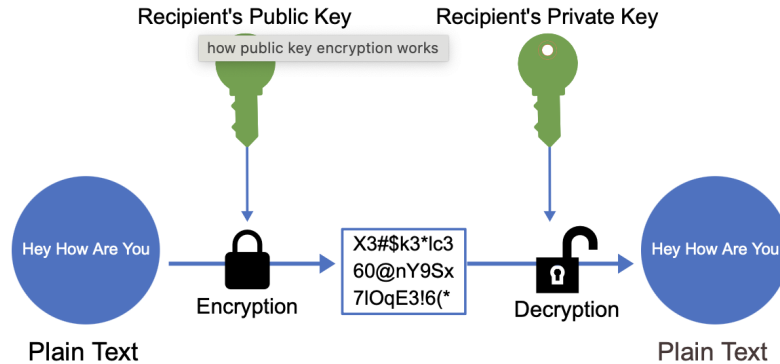 Recipient's Public Key
Recipient's Private Key
how public key encryption works
Hey How Are You
X3#$k3*lc3
60@nY9Sx
7lOqE3!6(*
Hey How Are You
Encryption
Decryption
Plain Text
Plain Text